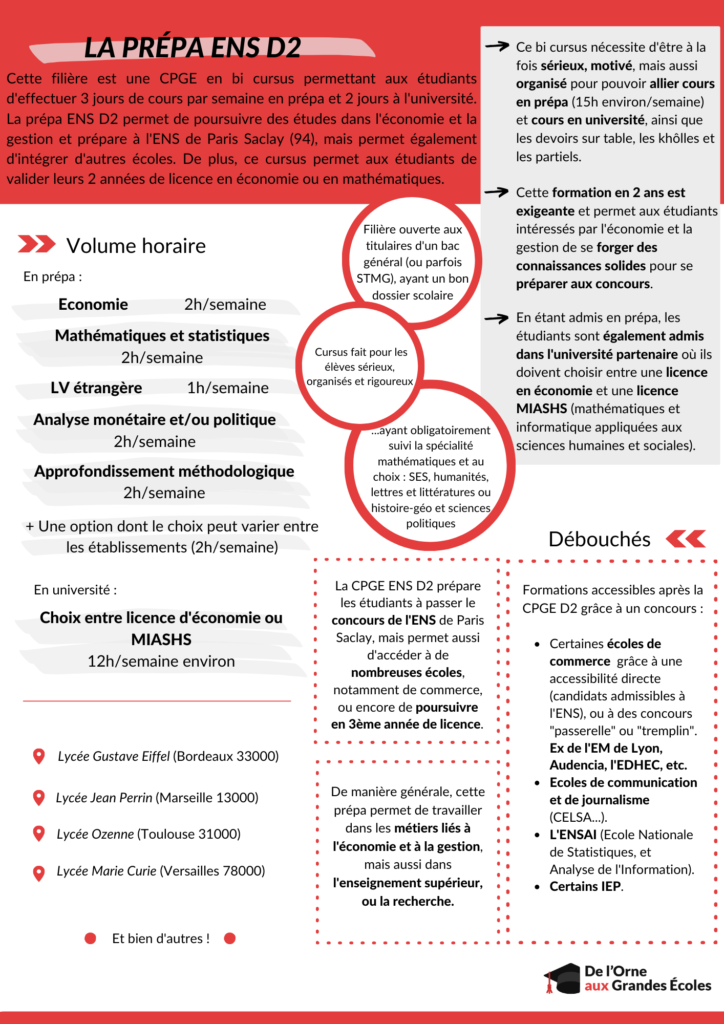 LA PRÉPA ENS D2
Cette filière est une CPGE en bi cursus permettant aux étudiants
d'effectuer 3 jours de cours par semaine en prépa et 2 jours à l'université.
La prépa ENS D2 permet de poursuivre des études dans l'économie et la
gestion et prépare à l'ENS de Paris Saclay (94), mais permet également
d'intégrer d'autres écoles. De plus, ce cursus permet aux étudiants de
valider leurs 2 années de licence en économie ou en mathématiques.
Ce bi cursus nécessite d'être à la
fois sérieux, motivé, mais aussi
organisé pour pouvoir allier cours
en prépa (15h environ/semaine)
et cours en université, ainsi que
les devoirs sur table, les khôlles et
les partiels.
Cette formation en 2 ans est
exigeante et permet aux étudiants
intéressés par l'économie et la
gestion de se forger des
connaissances solides pour se
préparer aux concours.
En étant admis en prépa, les
étudiants sont également admis
dans l'université partenaire où ils
doivent choisir entre une licence
en économie et une licence
MIASHS (mathématiques et
informatique appliquées aux
sciences humaines et sociales).
Volume horaire
En prépa :
Economie 2h/semaine
Mathématiques et statistiques
2h/semaine
LV étrangère 1h/semaine
Analyse monétaire et/ou politique
2h/semaine
Approfondissement méthodologique
2h/semaine
+ Une option dont le choix peut varier entre
les établissements (2h/semaine)
En université :
Choix entre licence d'économie ou
MIASHS
12h/semaine environ
Filière ouverte aux
titulaires d'un bac
général (ou parfois
STMG), ayant un bon
dossier scolaire
Cursus fait pour les
élèves sérieux,
organisés et rigoureux
...ayant obligatoirement
suivi la spécialité
mathématiques et au
choix : SES, humanités,
lettres et littératures ou
histoire-géo et sciences
politiques
Lycée Gustave Eiffel (Bordeaux 33000)
Lycée Jean Perrin (Marseille 13000)
Lycée Ozenne (Toulouse 31000)
Lycée Marie Curie (Versailles 78000)
Et bien d'autres !
La CPGE ENS D2 prépare
les étudiants à passer le
concours de l'ENS de Paris
Saclay, mais permet aussi
d'accéder à de
nombreuses écoles,
notamment de commerce,
ou encore de poursuivre
en 3ème année de licence.
De manière générale, cette
prépa permet de travailler
dans les métiers liés à
l'économie et à la gestion,
mais aussi dans
l'enseignement supérieur,
ou la recherche.
Débouchés
Formations accessibles après la
CPGE D2 grâce à un concours :
• Certaines écoles de
commerce grâce à une
accessibilité directe
(candidats admissibles à
l'ENS), ou à des concours
"passerelle" ou "tremplin".
Ex de l'EM de Lyon,
Audencia, l'EDHEC, etc.
• Ecoles de communication
et de journalisme
(CELSA...).
• L'ENSAI (Ecole Nationale
de Statistiques, et
Analyse de l'Information).
• Certains IEP.
De l'Orne
aux Grandes Écoles